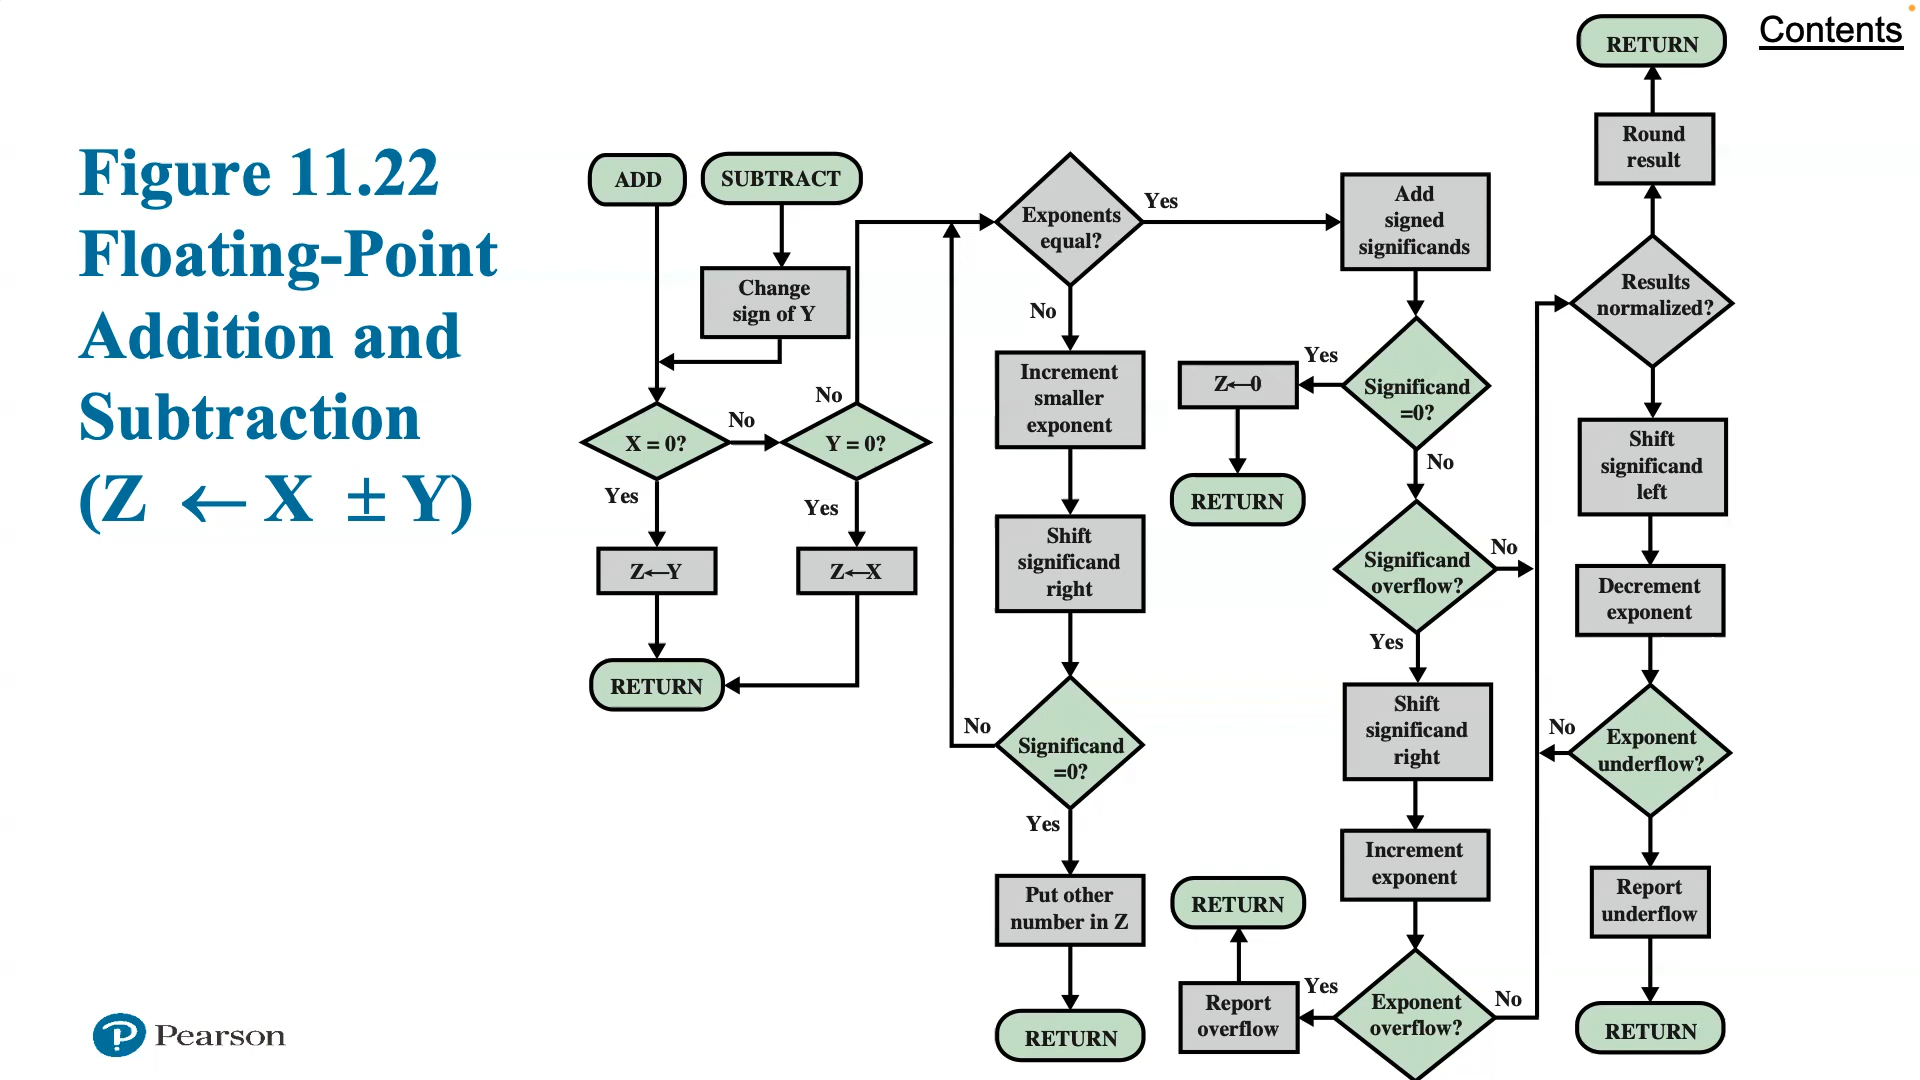 Contents
Figure 11.22
Floating-Point
Addition and
Subtraction
(Z ← X ± Y)
ADD
SUBTRACT
Change
sign of Y
X = 0?
No
Yes
Z←Y
RETURN
Y = 0?
No
Yes
Z←X
Exponents
equal?
Yes
No
Increment
smaller
exponent
Shift
significand
right
Significand
=0?
No
Yes
Put other
number in Z
RETURN
Add
signed
significands
Significand
=0?
Yes
Z←0
RETURN
No
Significand
overflow?
No
Yes
Shift
significand
right
Increment
exponent
Exponent
overflow?
Yes
Report
overflow
RETURN
No
Results
normalized?
Round
result
RETURN
Shift
significand
left
Decrement
exponent
Exponent
underflow?
No
Report
underflow
RETURN
P Pearson